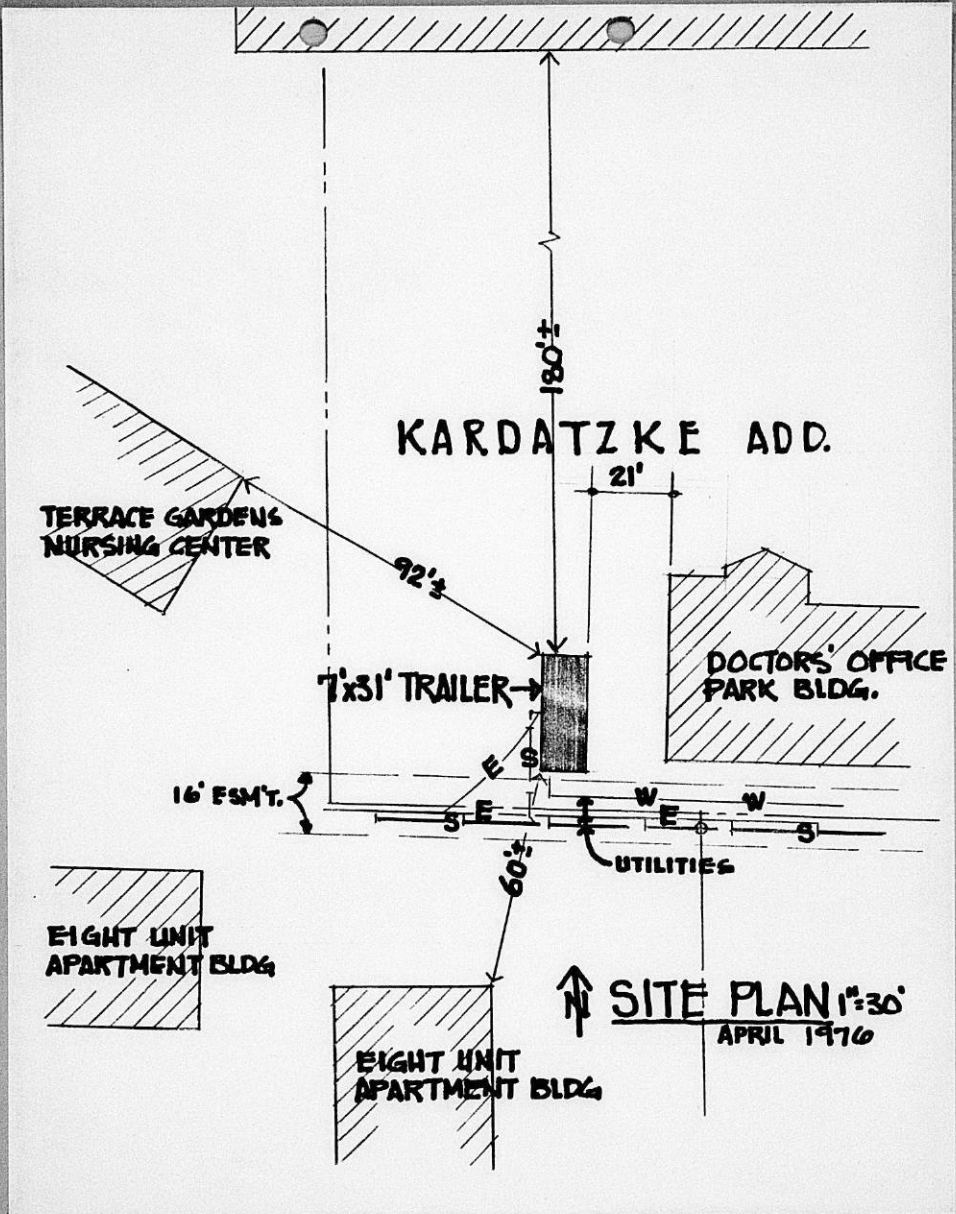 180'±
KARDATZKE ADD.
21'
TERRACE GARDENS
NURSING CENTER
92'±
7'x31' TRAILER
DOCTORS' OFFICE
PARK BLDG.
E
S
16' ESM'T.
W
W
S
E
E
S
UTILITIES
60'±
EIGHT UNIT
APARTMENT BLDG
N
SITE PLAN 1"=30'
APRIL 1976
EIGHT UNIT
APARTMENT BLDG